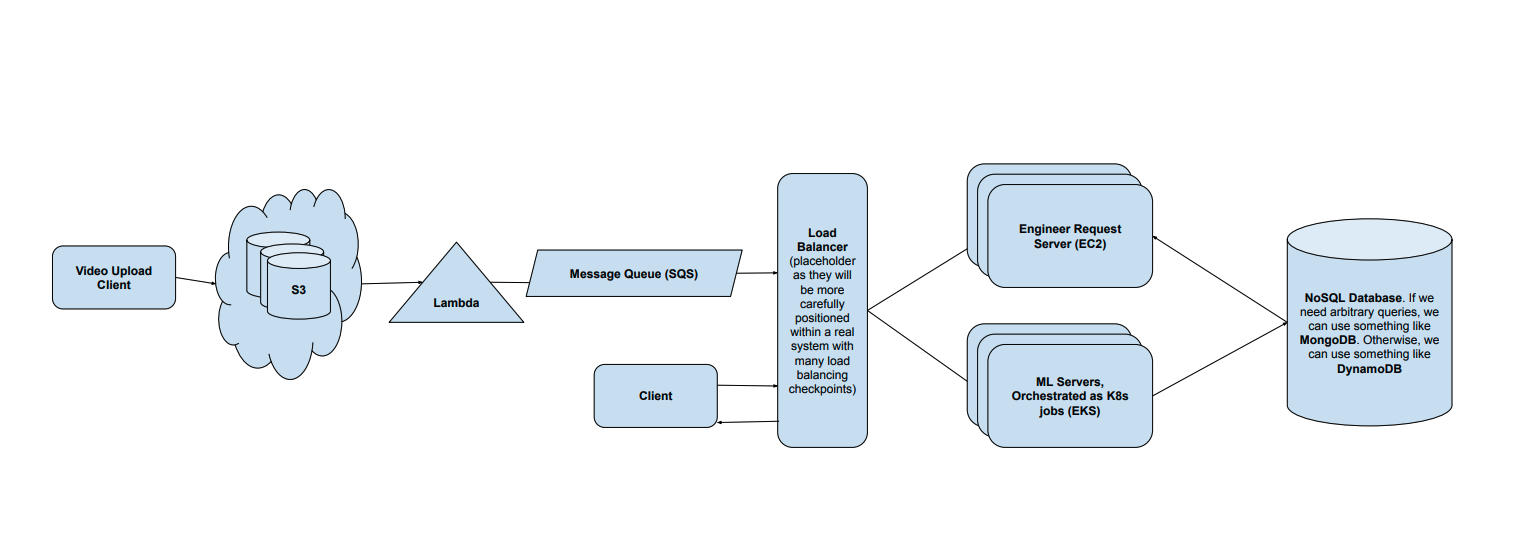 Video Upload
Client
S3
Lambda
Message Queue (SQS)
Client
Load
Balancer
(placeholder
as they will
be more
carefully
positioned
within a real
system with
many load
balancing
checkpoints)
Engineer Request
Server (EC2)
ML Servers,
Orchestrated as K8s
jobs (EKS)
NoSQL Database. If we
need arbitrary queries, we
can use something like
MongoDB. Otherwise, we
can use something like
DynamoDB